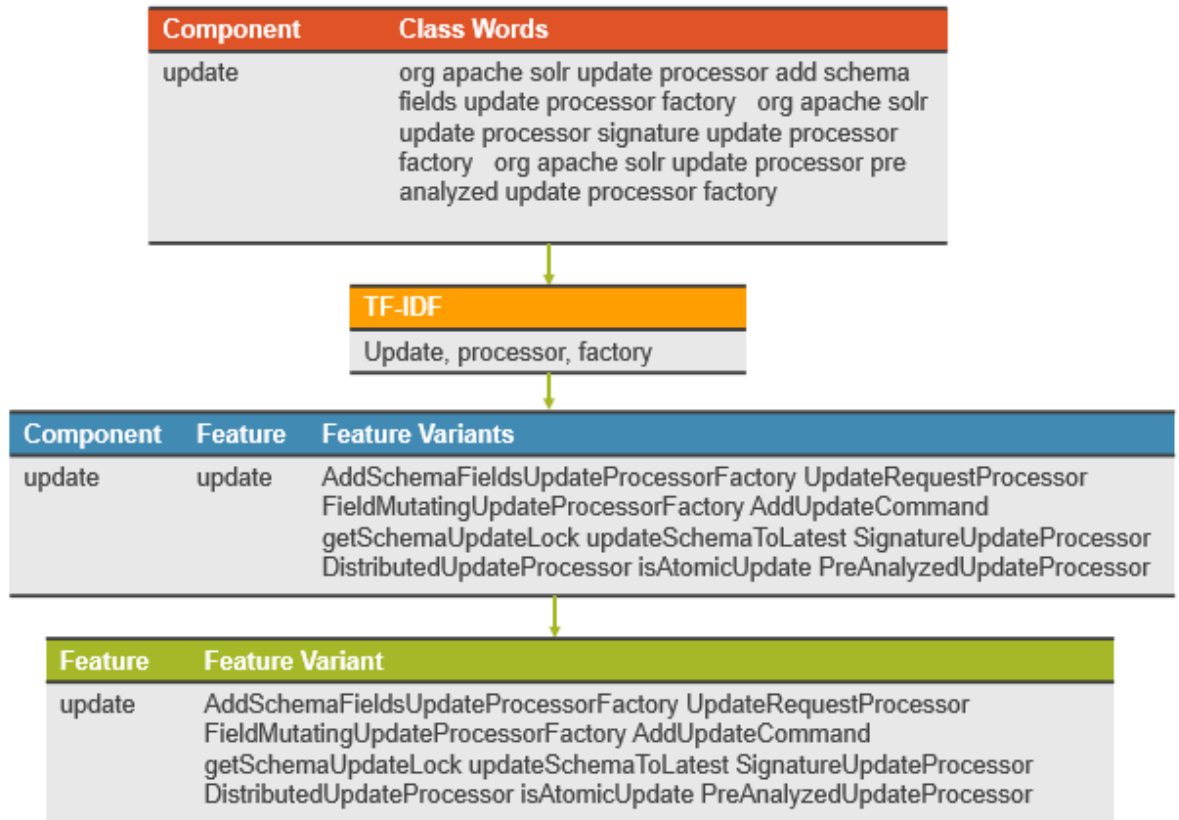 Component Class Words
update org apache solr update processor add schema
fields update processor factory org apache solr
update processor signature update processor
factory org apache solr update processor pre
analyzed update processor factory
TF-IDF
Update, processor, factory
Component Feature Feature Variants
update update AddSchemaFieldsUpdateProcessorFactory UpdateRequestProcessor
FieldMutatingUpdateProcessorFactory AddUpdateCommand
getSchemaUpdateLock updateSchemaToLatest SignatureUpdateProcessor
DistributedUpdateProcessor isAtomicUpdate PreAnalyzedUpdateProcessor
Feature Feature Variant
update AddSchemaFieldsUpdateProcessorFactory UpdateRequestProcessor
FieldMutatingUpdateProcessorFactory AddUpdateCommand
getSchemaUpdateLock updateSchemaToLatest SignatureUpdateProcessor
DistributedUpdateProcessor isAtomicUpdate PreAnalyzedUpdateProcessor